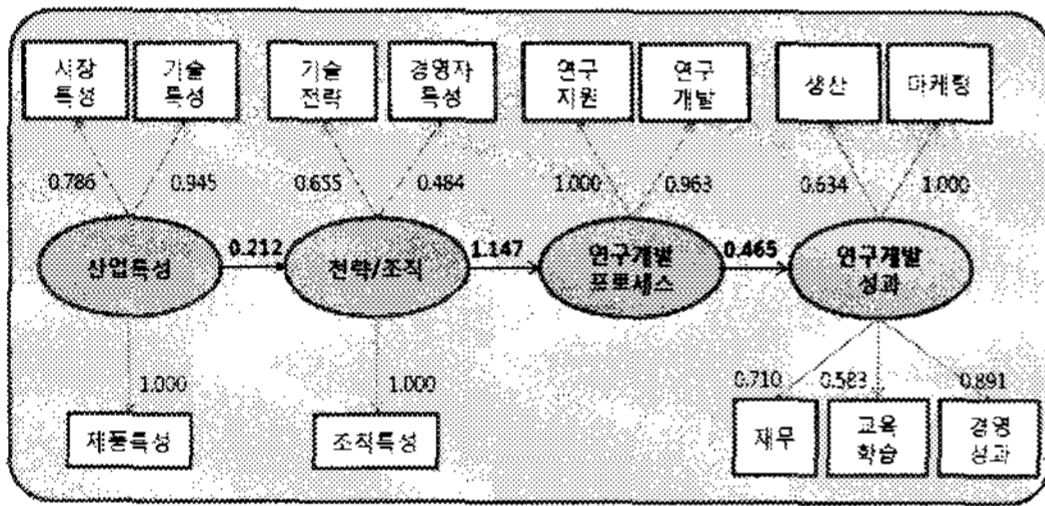 시장
특성
기술
특성
기술
전략
경영자
특성
연구
지원
연구
개발
생산
마케팅
0.786
0.945
0.655
0.484
1.000
0.963
0.634
1.000
산업특성
0.212
전략/조직
1.147
연구개발
프로세스
0.465
연구개발
성과
1.000
1.000
0.710
0.583
0.891
제품특성
조직특성
재무
교육
학습
경영
성과